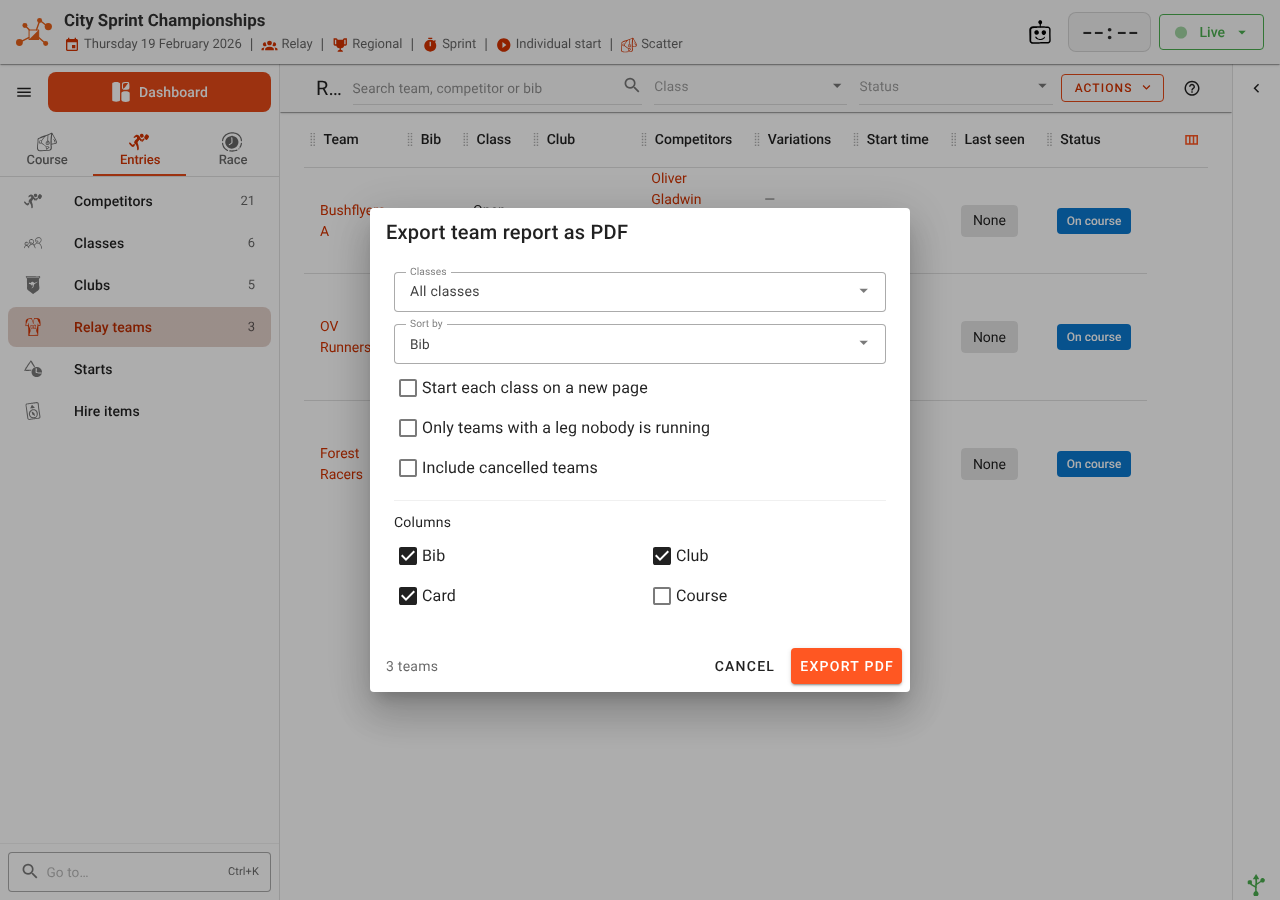 City Sprint Championships
Thursday 19 February 2026 | Relay | Regional | Sprint | Individual start | Scatter
--:--
Live
Dashboard
R...
Search team, competitor or bib
Class
Status
ACTIONS
Course
Entries
Race
Team
Bib
Class
Club
Competitors
Variations
Start time
Last seen
Status
Competitors 21
Classes 6
Clubs 5
Relay teams 3
Starts
Hire items
Oliver
Gladwin
—
A
None
On course
OV
Runners
None
On course
Forest
Racers
None
On course
Export team report as PDF
Classes
All classes
Sort by
Bib
Start each class on a new page
Only teams with a leg nobody is running
Include cancelled teams
Columns
Bib
Club
Card
Course
3 teams
CANCEL
EXPORT PDF
Go to...
Ctrl+K